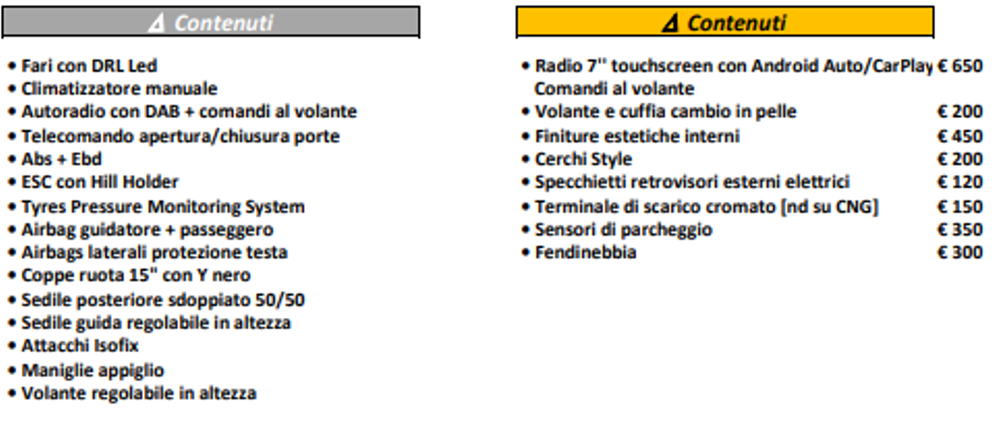 Δ Contenuti
• Fari con DRL Led
• Climatizzatore manuale
• Autoradio con DAB + comandi al volante
• Telecomando apertura/chiusura porte
• Abs + Ebd
• ESC con Hill Holder
• Tyres Pressure Monitoring System
• Airbag guidatore + passeggero
• Airbags laterali protezione testa
• Coppe ruota 15" con Y nero
• Sedile posteriore sdoppiato 50/50
• Sedile guida regolabile in altezza
• Attacchi Isofix
• Maniglie appiglio
• Volante regolabile in altezza
Δ Contenuti
• Radio 7'' touchscreen con Android Auto/CarPlay € 650
Comandi al volante
• Volante e cuffia cambio in pelle € 200
• Finiture estetiche interni € 450
• Cerchi Style € 200
• Specchietti retrovisori esterni elettrici € 120
• Terminale di scarico cromato [nd su CNG] € 150
• Sensori di parcheggio € 350
• Fendinebbia € 300